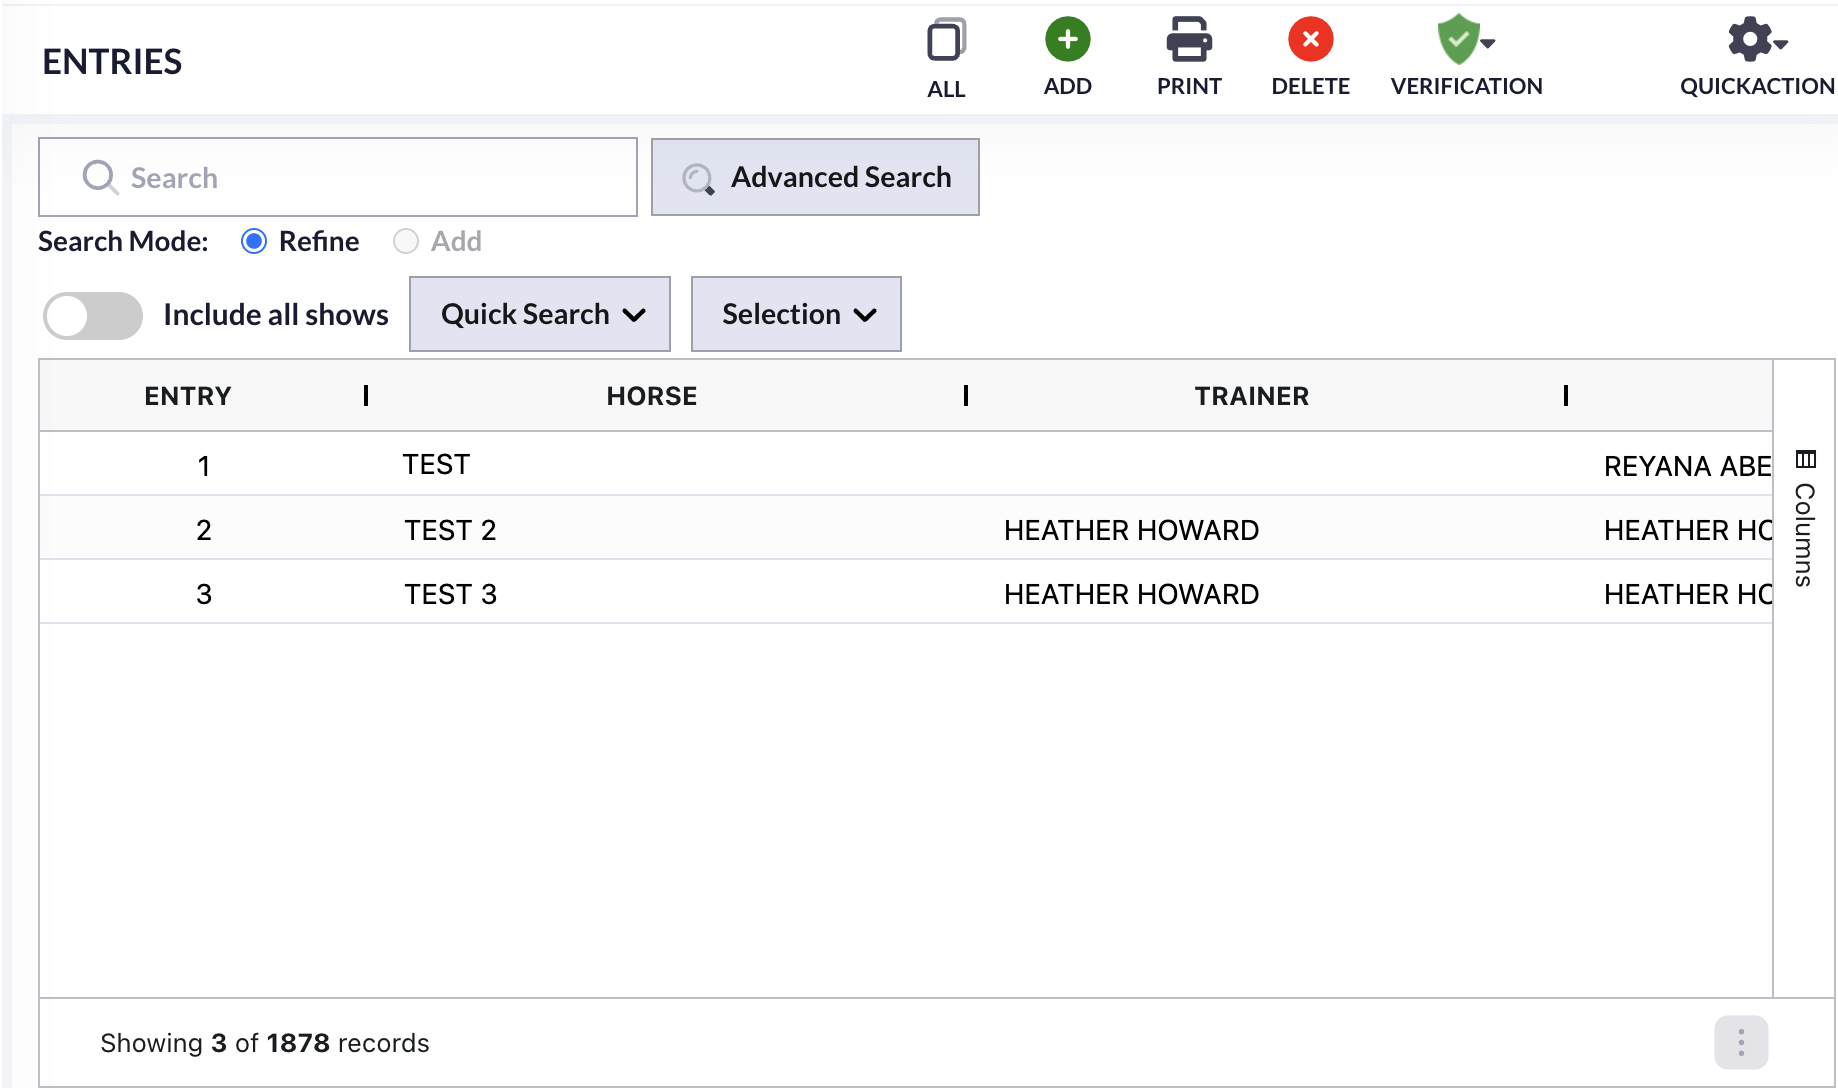 ENTRIES
ALL
ADD
PRINT
DELETE
VERIFICATION
QUICKACTION
Search
Advanced Search
Search Mode: Refine Add
Include all shows
Quick Search
Selection
ENTRY HORSE TRAINER
1 TEST REYANA ABE
2 TEST 2 HEATHER HOWARD HEATHER HO
3 TEST 3 HEATHER HOWARD HEATHER HO
Columns
Showing 3 of 1878 records